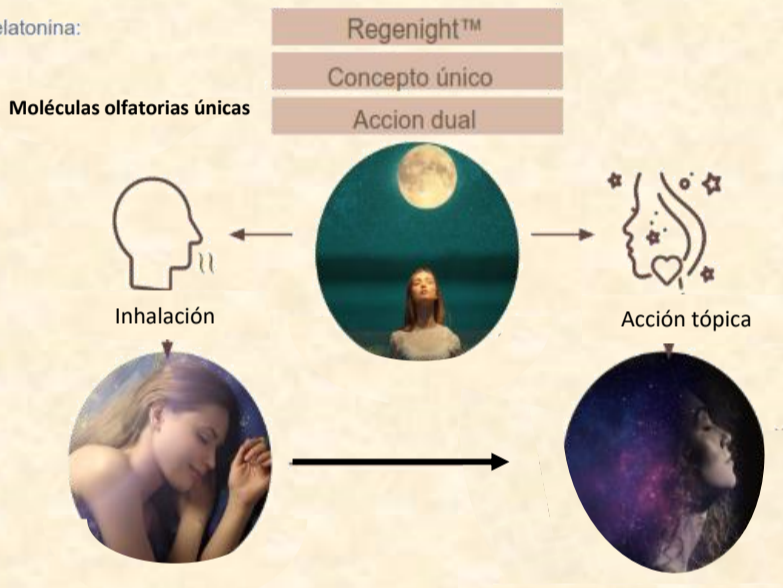 elatonina:
Regenight™
Concepto único
Moléculas olfatorias únicas
Accion dual
Inhalación
Acción tópica